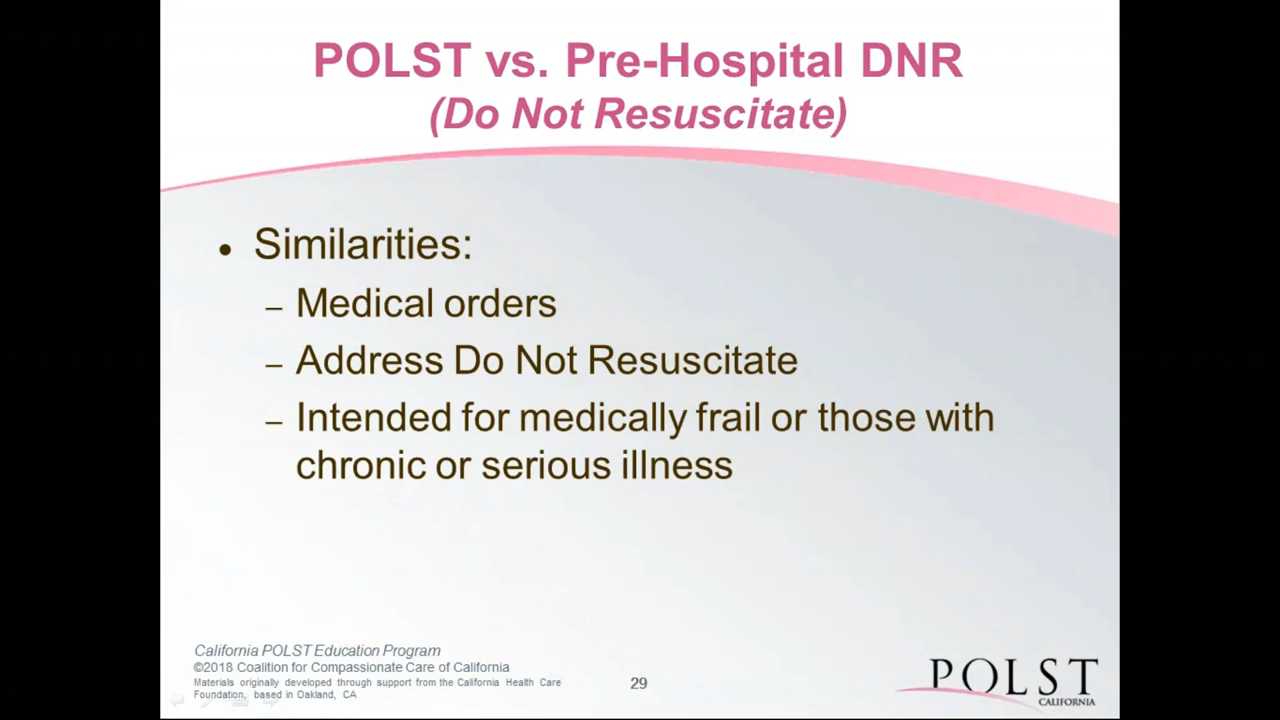 POLST vs. Pre-Hospital DNR
(Do Not Resuscitate)
• Similarities:
– Medical orders
– Address Do Not Resuscitate
– Intended for medically frail or those with
chronic or serious illness
California POLST Education Program
©2018 Coalition for Compassionate Care of California
Materials originally developed through support from the California Health Care
Foundation, based in Oakland, CA
29
POLST
CALIFORNIA